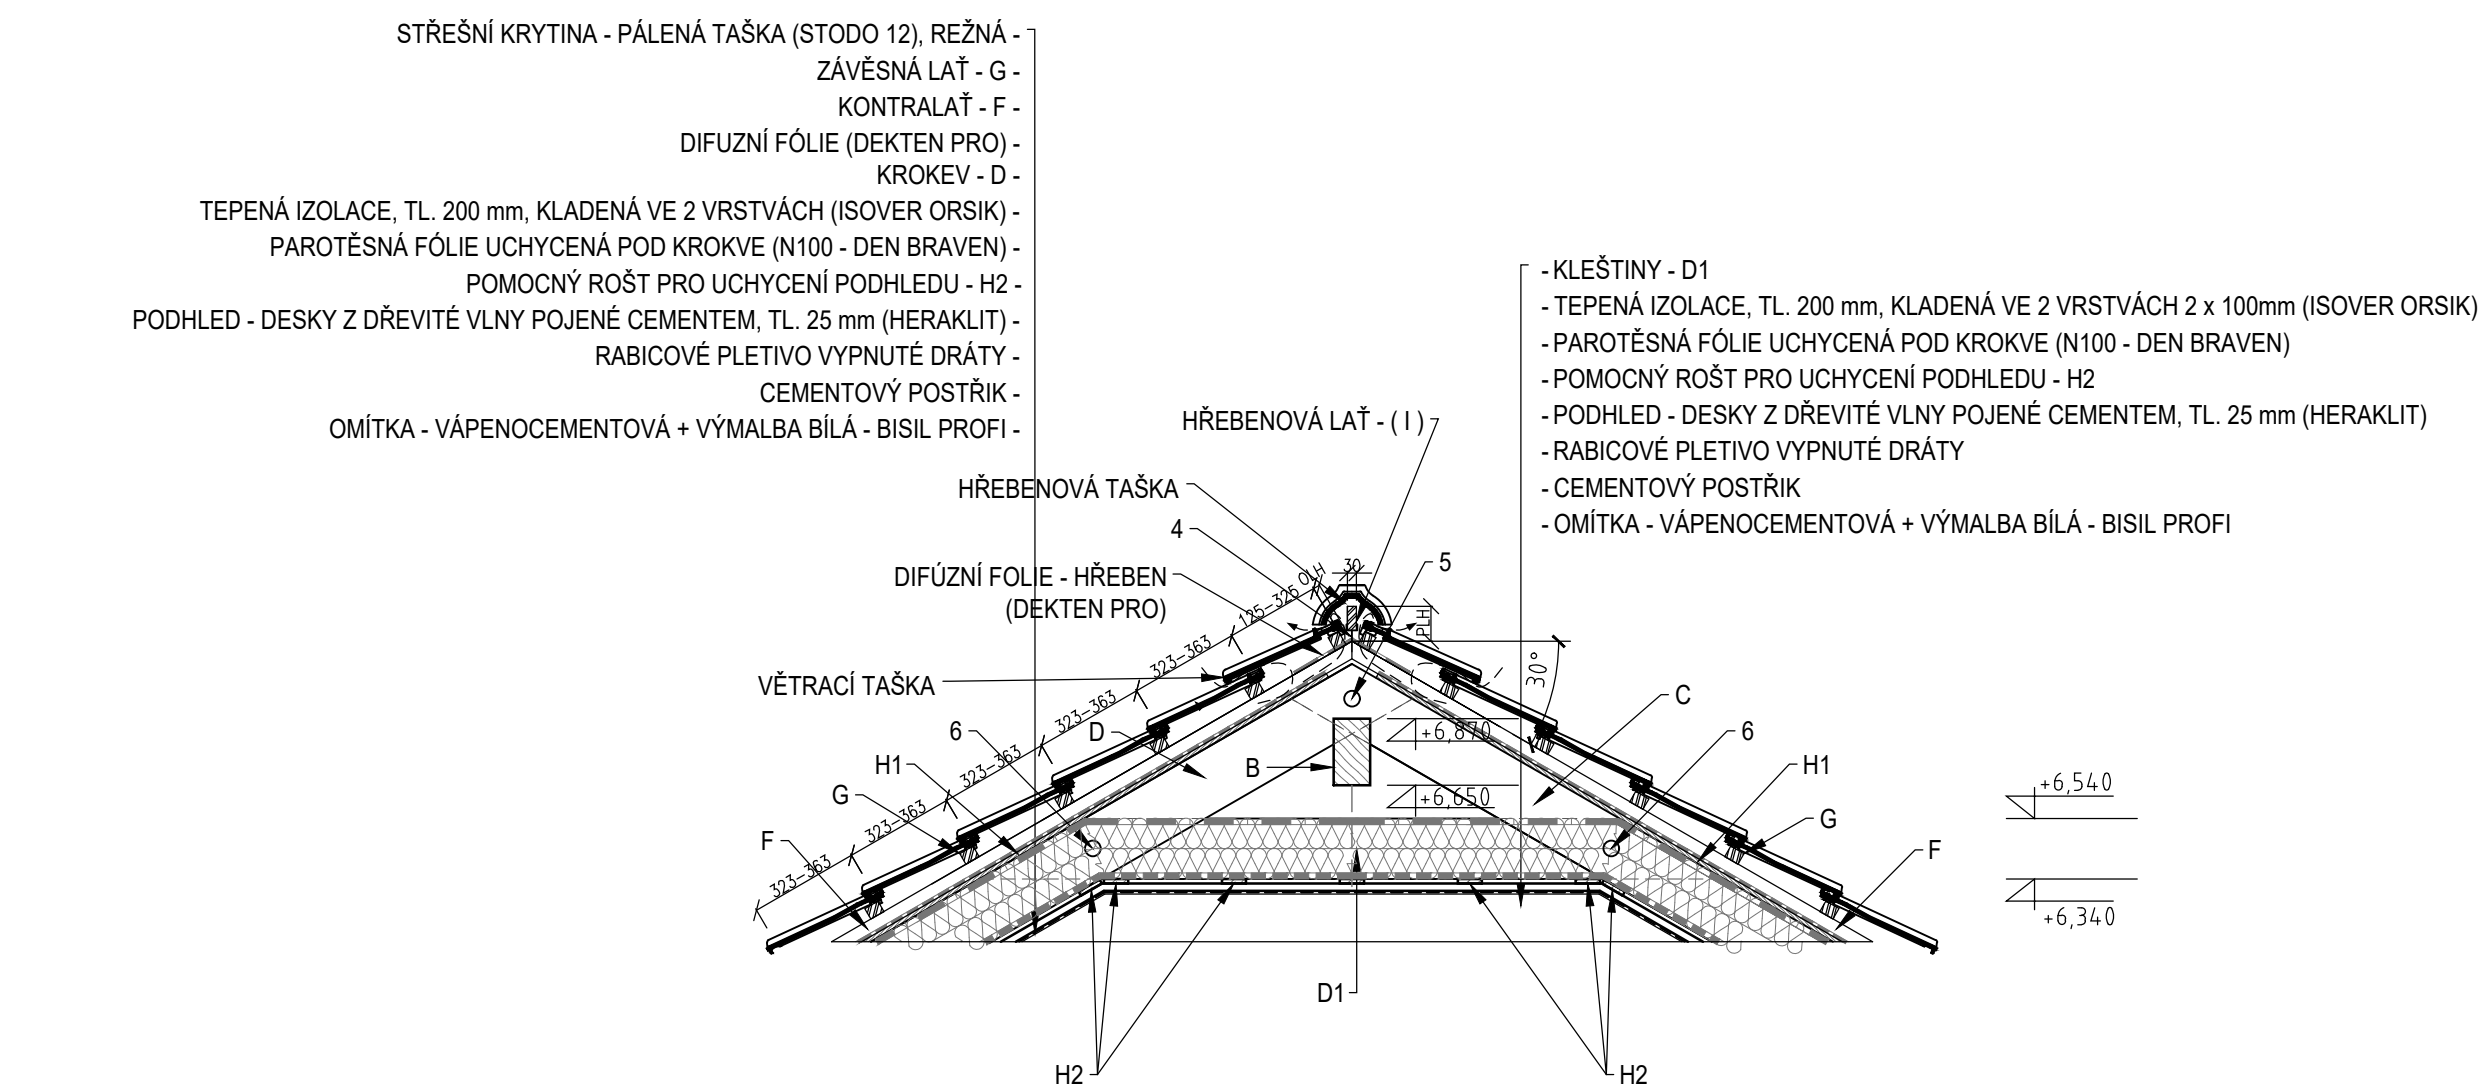 STŘEŠNÍ KRYTINA - PÁLENÁ TAŠKA (STODO 12), REŽNÁ -
ZÁVĚSNÁ LAŤ - G -
KONTRALAŤ - F -
DIFUZNÍ FÓLIE (DEKTEN PRO) -
KROKEV - D -
TEPENÁ IZOLACE, TL. 200 mm, KLADENÁ VE 2 VRSTVÁCH (ISOVER ORSIK) -
PAROTĚSNÁ FÓLIE UCHYCENÁ POD KROKVE (N100 - DEN BRAVEN) -
POMOCNÝ ROŠT PRO UCHYCENÍ PODHLEDU - H2 -
PODHLED - DESKY Z DŘEVITÉ VLNY POJENÉ CEMENTEM, TL. 25 mm (HERAKLIT) -
RABICOVÉ PLETIVO VYPNUTÉ DRÁTY -
CEMENTOVÝ POSTŘIK -
OMÍTKA - VÁPENOCEMENTOVÁ + VÝMALBA BÍLÁ - BISIL PROFI -
- KLEŠTINY - D1
- TEPENÁ IZOLACE, TL. 200 mm, KLADENÁ VE 2 VRSTVÁCH 2 x 100mm (ISOVER ORSIK)
- PAROTĚSNÁ FÓLIE UCHYCENÁ POD KROKVE (N100 - DEN BRAVEN)
- POMOCNÝ ROŠT PRO UCHYCENÍ PODHLEDU - H2
- PODHLED - DESKY Z DŘEVITÉ VLNY POJENÉ CEMENTEM, TL. 25 mm (HERAKLIT)
- RABICOVÉ PLETIVO VYPNUTÉ DRÁTY
- CEMENTOVÝ POSTŘIK
- OMÍTKA - VÁPENOCEMENTOVÁ + VÝMALBA BÍLÁ - BISIL PROFI
HŘEBENOVÁ LAŤ - ( I )
HŘEBENOVÁ TAŠKA
4
DIFÚZNÍ FOLIE - HŘEBEN
(DEKTEN PRO)
5
30
OLH
125-326
PLH
323-363
323-363
323-363
323-363
323-363
30°
VĚTRACÍ TAŠKA
6
D
B
C
6
H1
H1
G
G
F
F
+6,870
+6,650
+6,540
+6,340
D1
H2
H2